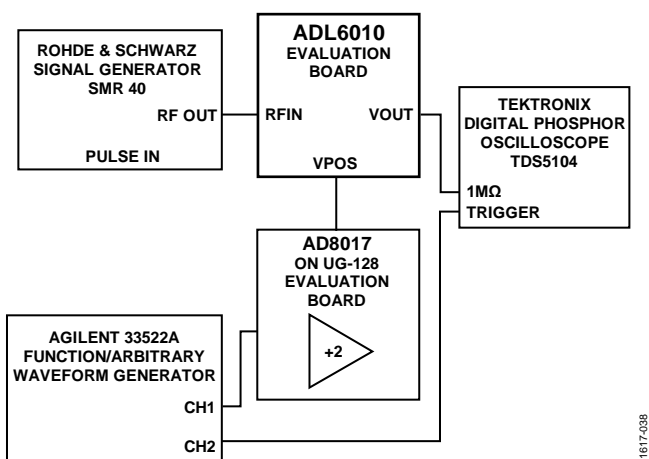 ROHDE & SCHWARZ
SIGNAL GENERATOR
SMR 40
RF OUT
PULSE IN
ADL6010
EVALUATION
BOARD
RFIN
VOUT
VPOS
TEKTRONIX
DIGITAL PHOSPHOR
OSCILLOSCOPE
TDS5104
1MΩ
TRIGGER
AD8017
ON UG-128
EVALUATION
BOARD
+2
AGILENT 33522A
FUNCTION/ARBITRARY
WAVEFORM GENERATOR
CH1
CH2
1617-038